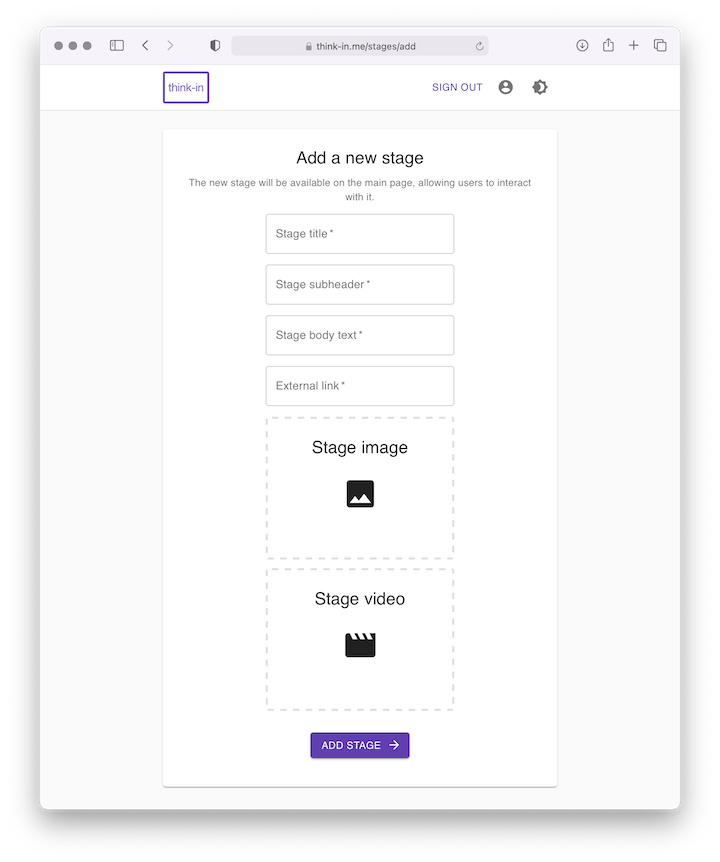 think-in.me/stages/add
think-in
SIGN OUT
Add a new stage
The new stage will be available on the main page, allowing users to interact
with it.
Stage title *
Stage subheader *
Stage body text *
External link *
Stage image
Stage video
ADD STAGE